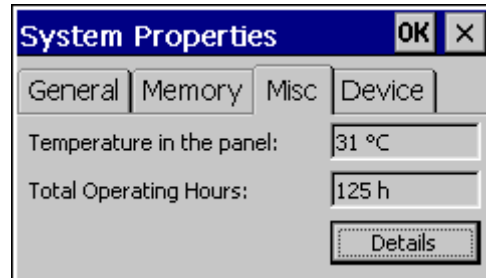 System Properties OK ×
General Memory Misc Device
Temperature in the panel: 31 °C
Total Operating Hours: 125 h
Details